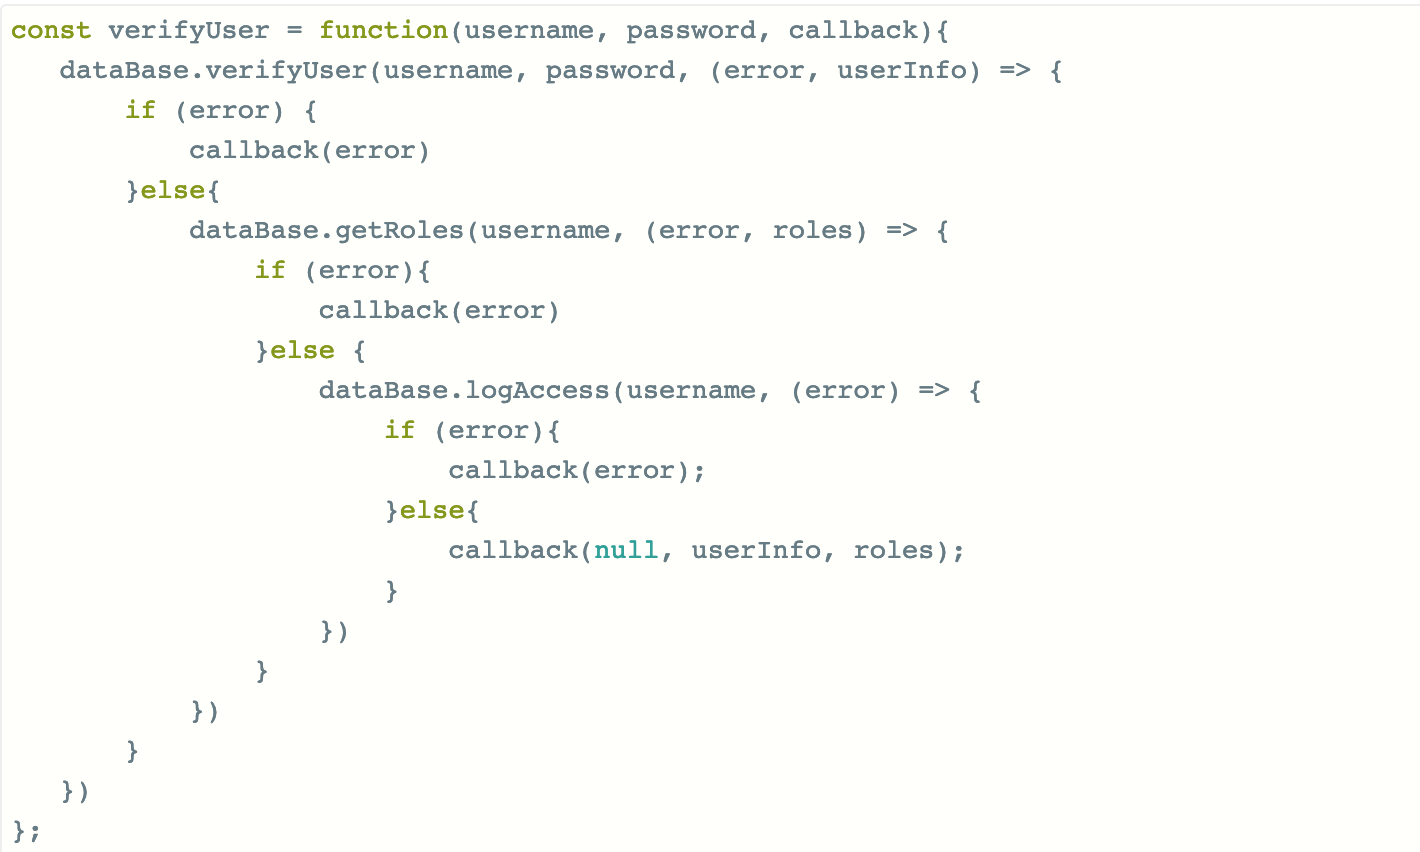 const verifyUser = function(username, password, callback){
   dataBase.verifyUser(username, password, (error, userInfo) => {
       if (error) {
           callback(error)
       }else{
           dataBase.getRoles(username, (error, roles) => {
               if (error){
                   callback(error)
               }else {
                   dataBase.logAccess(username, (error) => {
                       if (error){
                           callback(error);
                       }else{
                           callback(null, userInfo, roles);
                       }
                   })
               }
           })
       }
   })
};